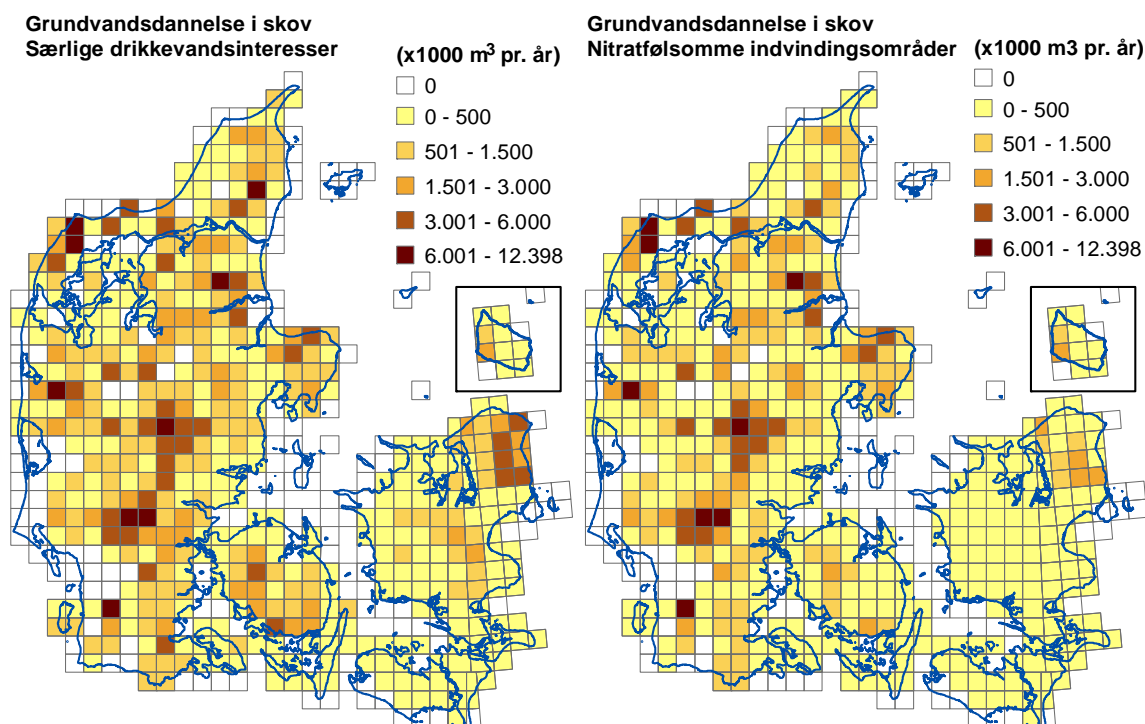 Grundvandsdannelse i skov
Særlige drikkevandsinteresser
(x1000 m³ pr. år)
0
0 - 500
501 - 1.500
1.501 - 3.000
3.001 - 6.000
6.001 - 12.398
Grundvandsdannelse i skov
Nitratfølsomme indvindingsområder
(x1000 m3 pr. år)
0
0 - 500
501 - 1.500
1.501 - 3.000
3.001 - 6.000
6.001 - 12.398